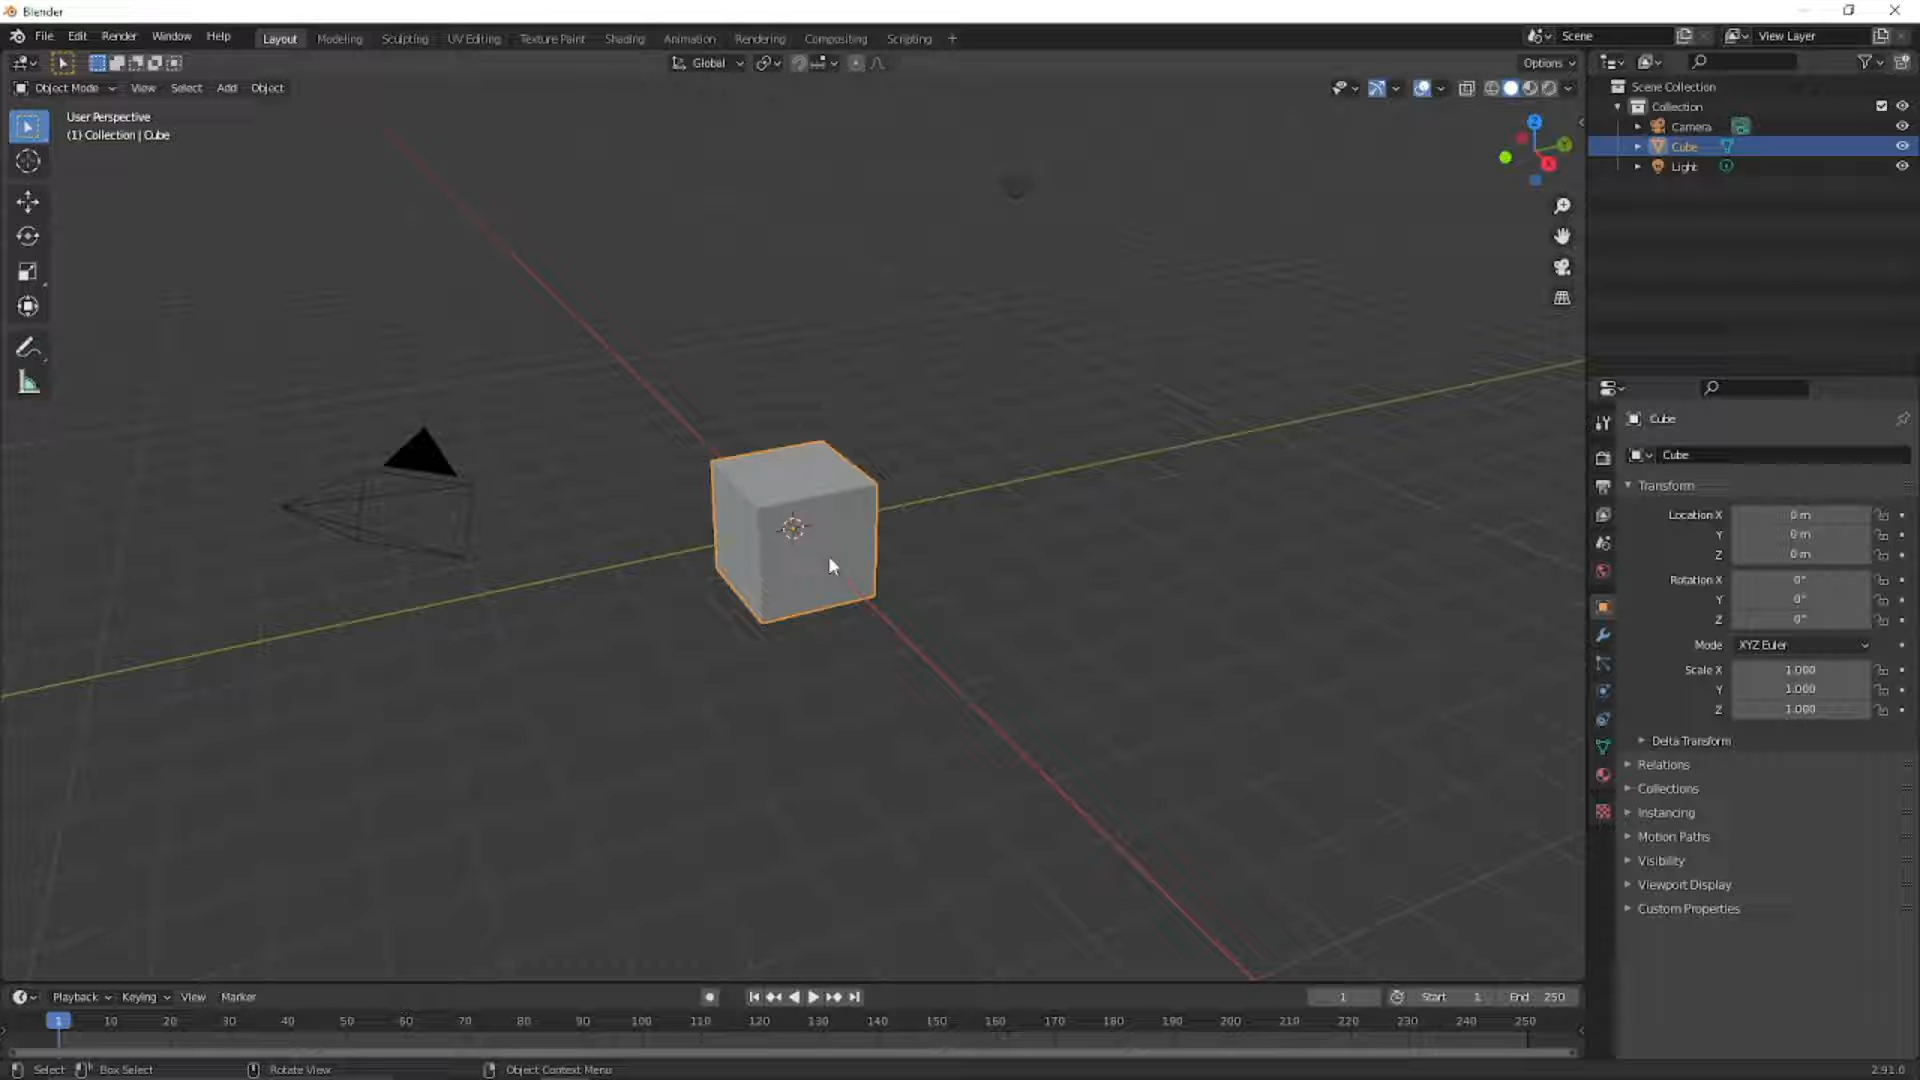 Blender
File Edit Render Window Help Layout Modeling Sculpting UV Editing Texture Paint Shading Animation Rendering Compositing Scripting + Scene View Layer
Global Options
Object Mode View Select Add Object
User Perspective
(1) Collection | Cube
Z
Y
X
Scene Collection
Collection
Camera
Cube
Light
Cube
Cube
Transform
Location X 0 m
Y 0 m
Z 0 m
Rotation X 0°
Y 0°
Z 0°
Mode XYZ Euler
Scale X 1.000
Y 1.000
Z 1.000
Delta Transform
Relations
Collections
Instancing
Motion Paths
Visibility
Viewport Display
Custom Properties
Playback Keying View Marker 1 Start 1 End 250
1 10 20 30 40 50 60 70 80 90 100 110 120 130 140 150 160 170 180 190 200 210 220 230 240 250
Select Box Select Rotate View Object Context Menu 2.91.0